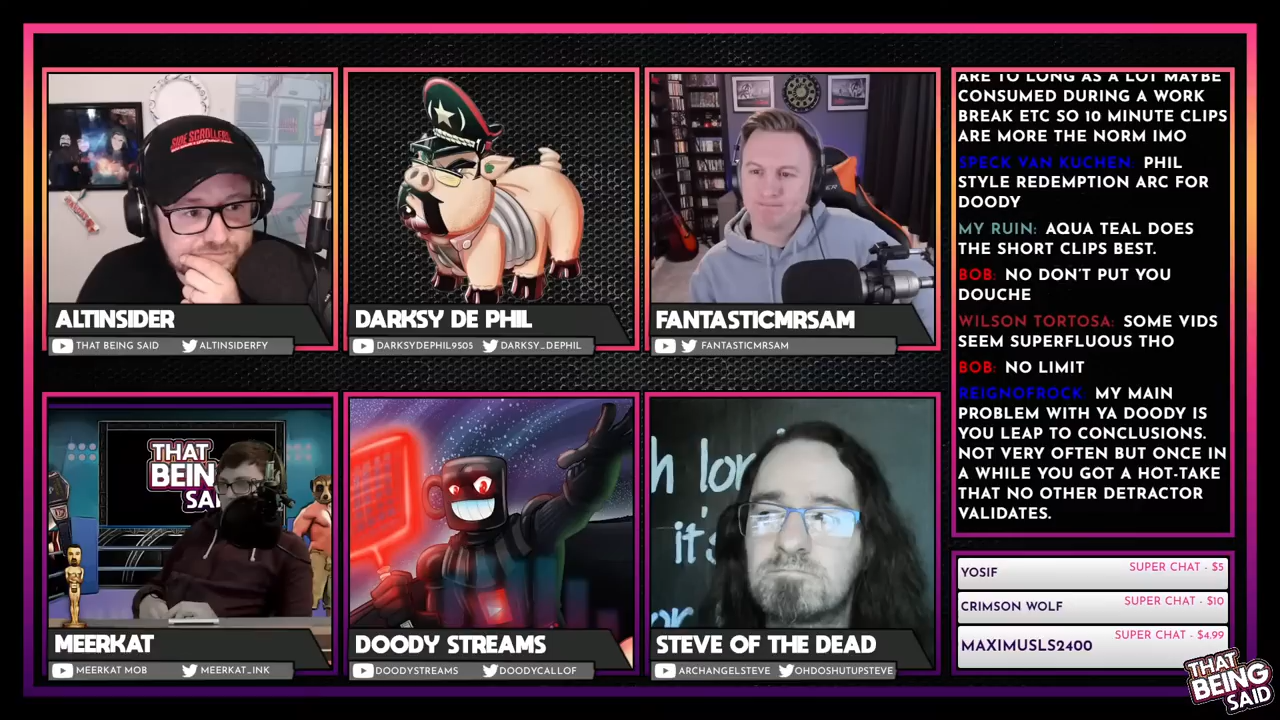 SIDE SCROLLERS
ALTINSIDER
THAT BEING SAID
ALTINSIDERFY
DARKSY DE PHIL
DARKSYDEPHIL9505
DARKSY_DEPHIL
FANTASTICMRSAM
FANTASTICMRSAM
ARE TO LONG AS A LOT MAYBE
CONSUMED DURING A WORK
BREAK ETC SO 10 MINUTE CLIPS
ARE MORE THE NORM IMO
SPECK VAN KUCHEN: PHIL
STYLE REDEMPTION ARC FOR
DOODY
MY RUIN: AQUA TEAL DOES
THE SHORT CLIPS BEST.
BOB: NO DON'T PUT YOU
DOUCHE
WILSON TORTOSA: SOME VIDS
SEEM SUPERFLUOUS THO
BOB: NO LIMIT
REIGNOFROCK: MY MAIN
PROBLEM WITH YA DOODY IS
YOU LEAP TO CONCLUSIONS.
NOT VERY OFTEN BUT ONCE IN
A WHILE YOU GOT A HOT-TAKE
THAT NO OTHER DETRACTOR
VALIDATES.
THAT
BEING
SAI
MEERKAT
MEERKAT MOB
MEERKAT_INK
DOODY STREAMS
DOODYSTREAMS
DOODYCALLOF
it's
STEVE OF THE DEAD
ARCHANGELSTEVE
OHDOSHUTUPSTEVE
YOSIF
SUPER CHAT - $5
CRIMSON WOLF
SUPER CHAT - $10
MAXIMUSLS2400
SUPER CHAT - $4.99
THAT
BEING
SAID